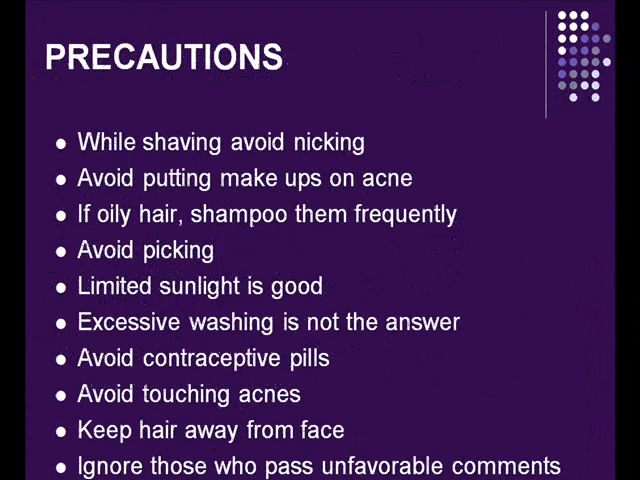 PRECAUTIONS
● While shaving avoid nicking
● Avoid putting make ups on acne
● If oily hair, shampoo them frequently
● Avoid picking
● Limited sunlight is good
● Excessive washing is not the answer
● Avoid contraceptive pills
● Avoid touching acnes
● Keep hair away from face
● Ignore those who pass unfavorable comments